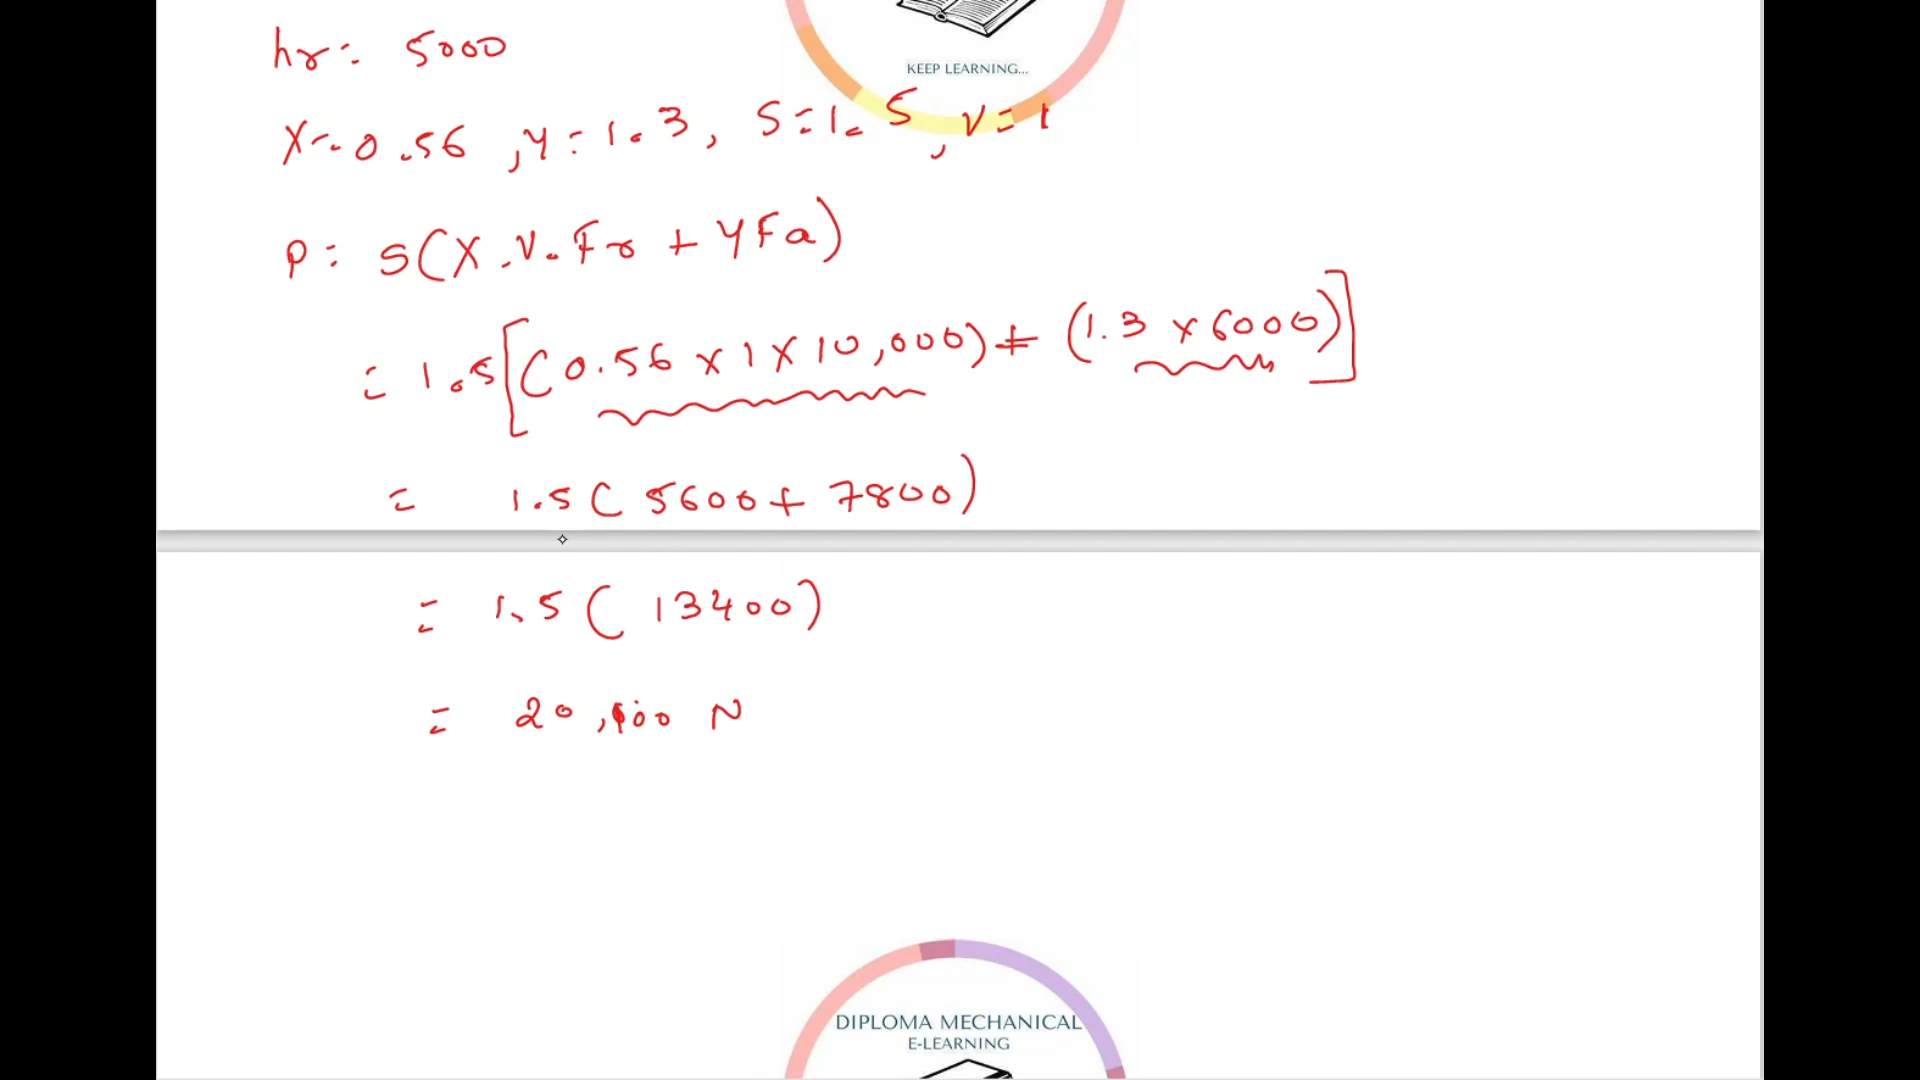 hr = 5000
KEEP LEARNING...
X = 0.56 , Y = 1.3 , S = 1.5 , V = 1
P = S(X.V.Fr + YFa)
= 1.5[(0.56 x 1 x 10,000) + (1.3 x 6000)]
= 1.5 ( 5600 + 7800)
= 1.5 ( 13400)
= 20,100 N
DIPLOMA MECHANICAL
E-LEARNING